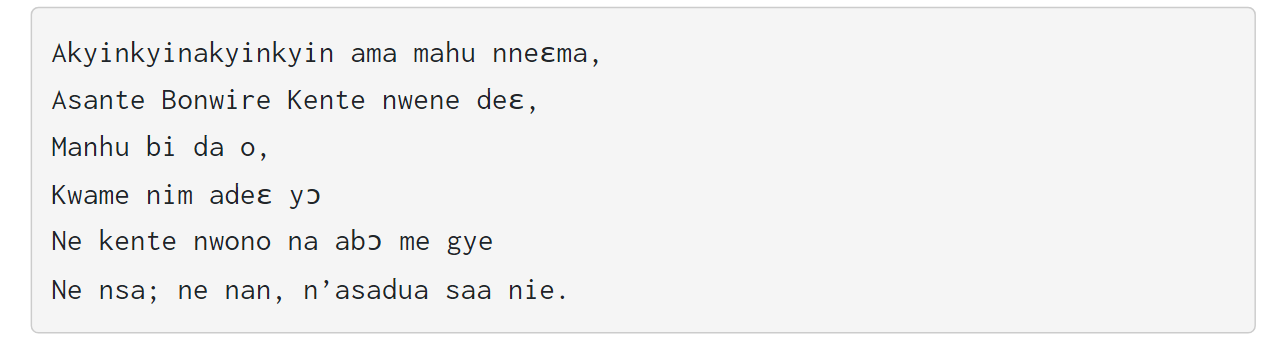 Akyinkyinakyinkyin ama mahu nneɛma,
Asante Bonwire Kente nwene deɛ,
Manhu bi da o,
Kwame nim adeɛ yɔ
Ne kente nwono na abɔ me gye
Ne nsa; ne nan, n’asadua saa nie.